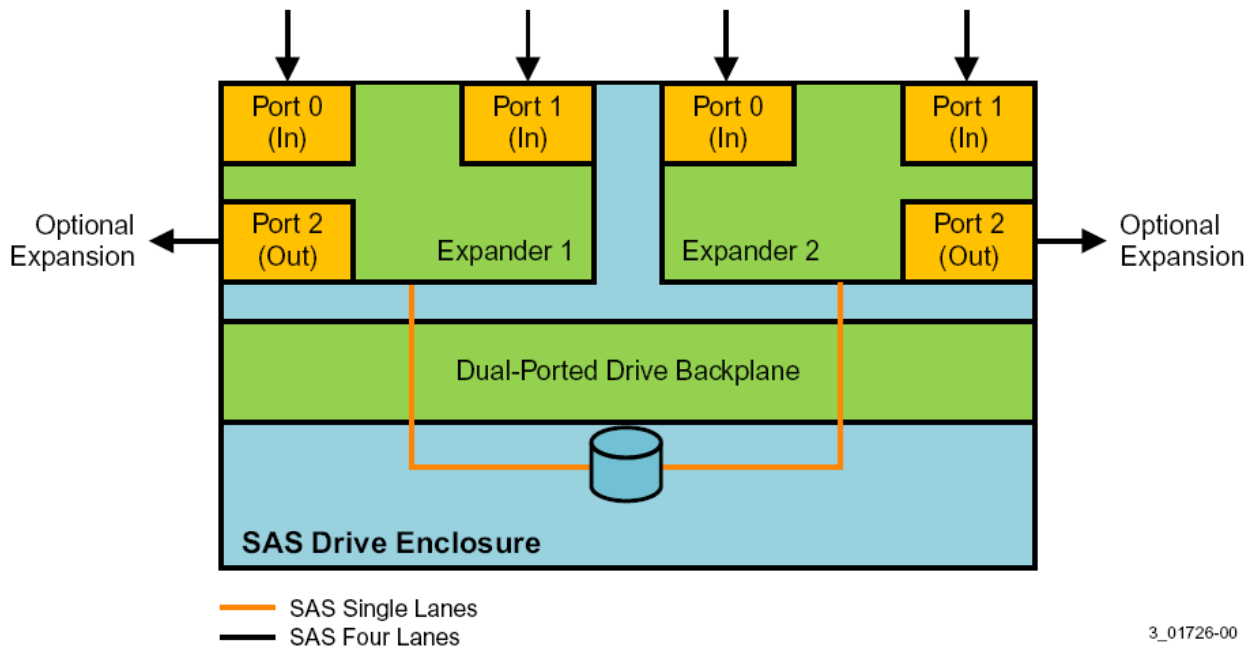 Port 0
(In)
Port 1
(In)
Port 0
(In)
Port 1
(In)
Optional
Expansion
Port 2
(Out)
Expander 1
Expander 2
Port 2
(Out)
Optional
Expansion
Dual-Ported Drive Backplane
SAS Drive Enclosure
SAS Single Lanes
SAS Four Lanes
3_01726-00